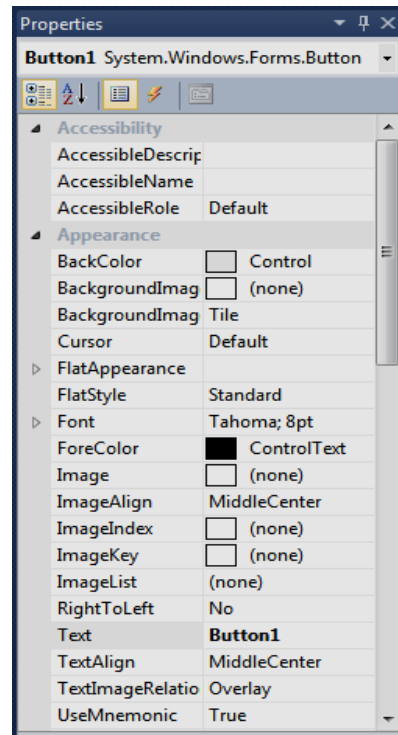 Properties
Button1 System.Windows.Forms.Button
Accessibility
AccessibleDescrip
AccessibleName
AccessibleRole Default
Appearance
BackColor Control
BackgroundImag (none)
BackgroundImag Tile
Cursor Default
FlatAppearance
FlatStyle Standard
Font Tahoma; 8pt
ForeColor ControlText
Image (none)
ImageAlign MiddleCenter
ImageIndex (none)
ImageKey (none)
ImageList (none)
RightToLeft No
Text Button1
TextAlign MiddleCenter
TextImageRelatio Overlay
UseMnemonic True